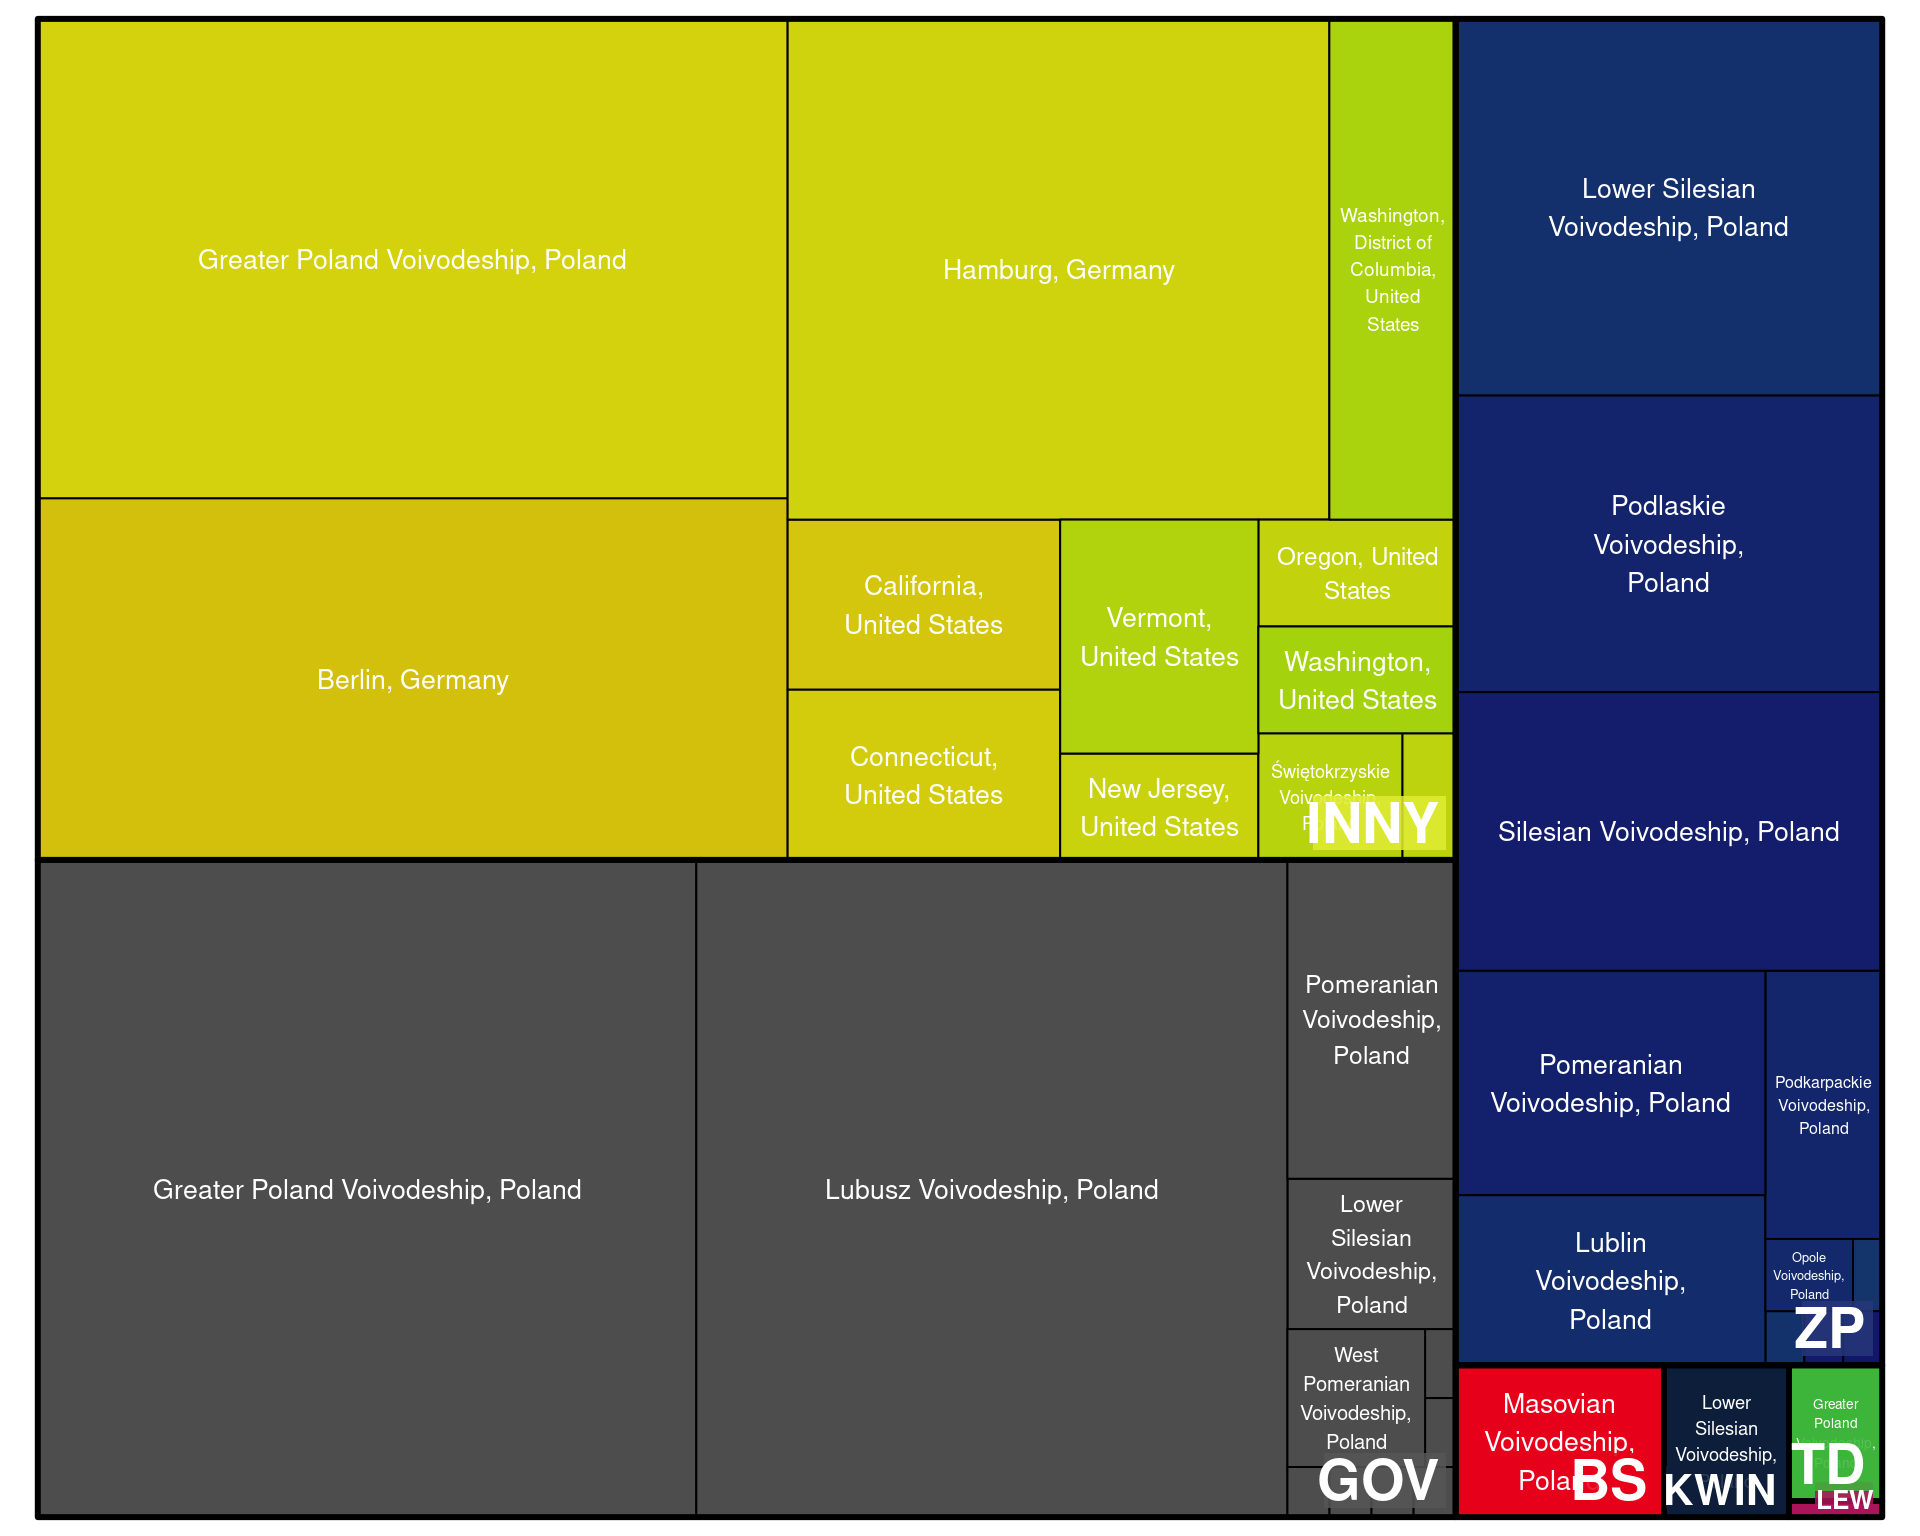 Greater Poland Voivodeship, Poland
Berlin, Germany
Hamburg, Germany
Washington,
District of
Columbia,
United
States
California,
United States
Connecticut,
United States
Vermont,
United States
New Jersey,
United States
Oregon, United
States
Washington,
United States
Świętokrzyskie
Voivodeship,
INNY
Greater Poland Voivodeship, Poland
Lubusz Voivodeship, Poland
Pomeranian
Voivodeship,
Poland
Lower
Silesian
Voivodeship,
Poland
West
Pomeranian
Voivodeship,
Poland
GOV
Lower Silesian
Voivodeship, Poland
Podlaskie
Voivodeship,
Poland
Silesian Voivodeship, Poland
Pomeranian
Voivodeship, Poland
Podkarpackie
Voivodeship,
Poland
Lublin
Voivodeship,
Poland
Opole
Voivodeship,
Poland
ZP
Masovian
Voivodeship,
Poland
BS
Lower
Silesian
Voivodeship,
KWIN
Greater
Poland
TD
LEW